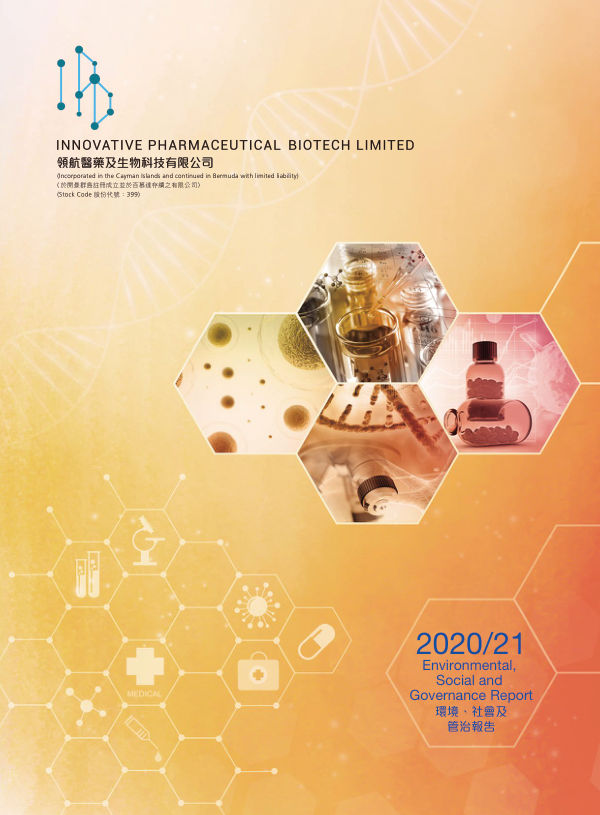 INNOVATIVE PHARMACEUTICAL BIOTECH LIMITED
領航醫藥及生物科技有限公司
(Incorporated in the Cayman Islands and continued in Bermuda with limited liability)
(於開曼群島註冊成立並於百慕達存續之有限公司)
(Stock Code 股份代號：399)
MEDICAL
2020/21
Environmental,
Social and
Governance Report
環境、社會及
管治報告